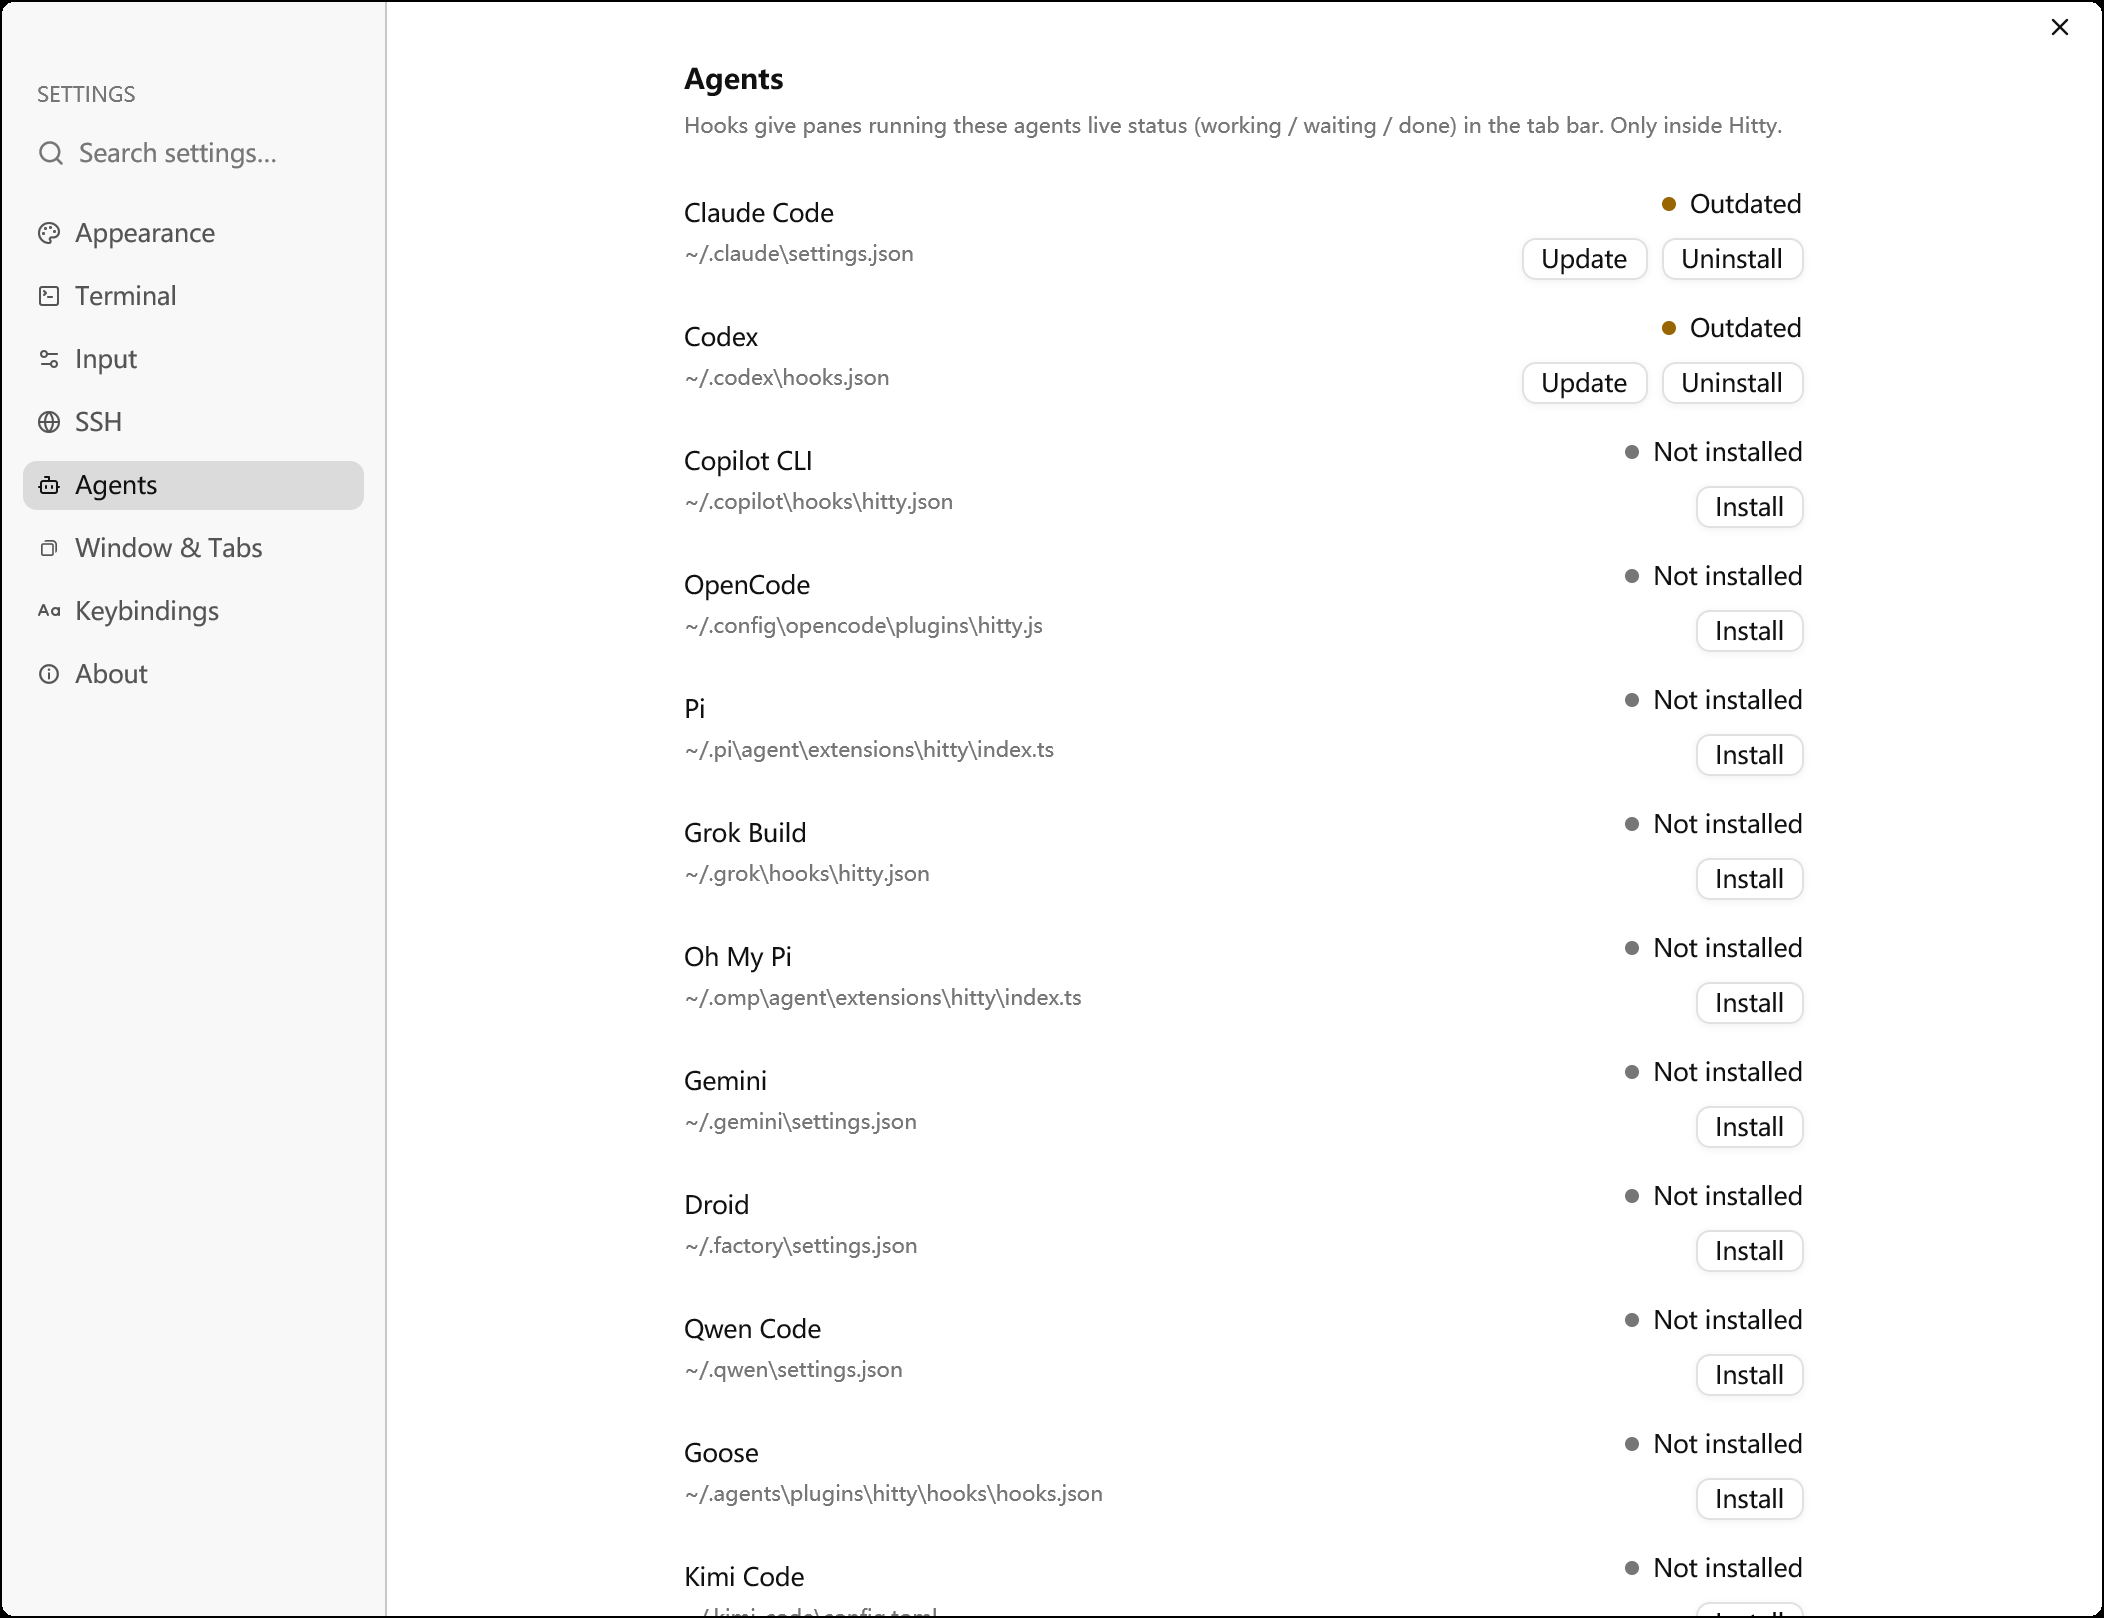 SETTINGS
Search settings...
Appearance
Terminal
Input
SSH
Agents
Window & Tabs
Aa Keybindings
About
Agents
Hooks give panes running these agents live status (working / waiting / done) in the tab bar. Only inside Hitty.
Claude Code
~/.claude\settings.json
Outdated
Update Uninstall
Codex
~/.codex\hooks.json
Outdated
Update Uninstall
Copilot CLI
~/.copilot\hooks\hitty.json
Not installed
Install
OpenCode
~/.config\opencode\plugins\hitty.js
Not installed
Install
Pi
~/.pi\agent\extensions\hitty\index.ts
Not installed
Install
Grok Build
~/.grok\hooks\hitty.json
Not installed
Install
Oh My Pi
~/.omp\agent\extensions\hitty\index.ts
Not installed
Install
Gemini
~/.gemini\settings.json
Not installed
Install
Droid
~/.factory\settings.json
Not installed
Install
Qwen Code
~/.qwen\settings.json
Not installed
Install
Goose
~/.agents\plugins\hitty\hooks\hooks.json
Not installed
Install
Kimi Code
Not installed